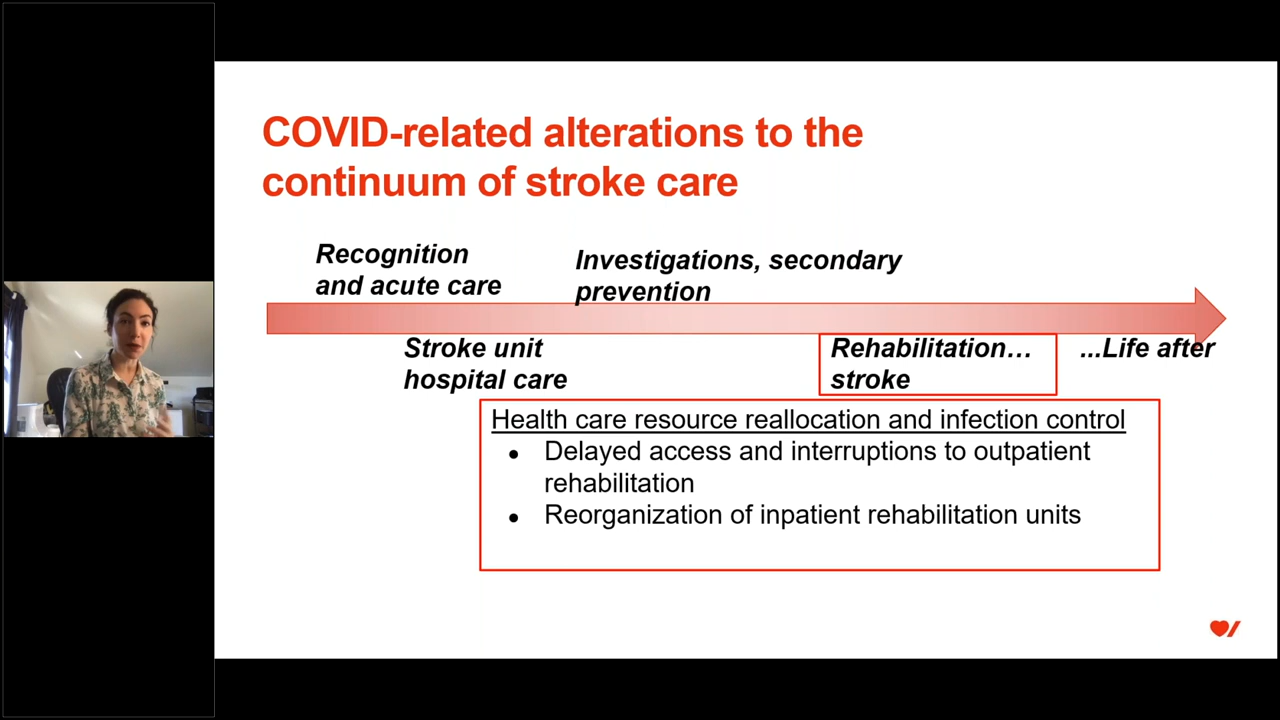 COVID-related alterations to the
continuum of stroke care
Recognition
and acute care
Investigations, secondary
prevention
Stroke unit
hospital care
Rehabilitation…
...Life after
stroke
Health care resource reallocation and infection control
● Delayed access and interruptions to outpatient
rehabilitation
● Reorganization of inpatient rehabilitation units